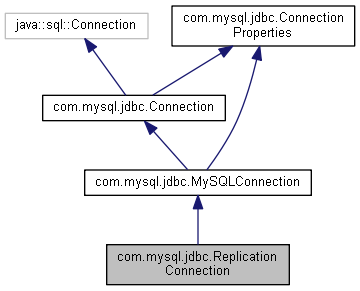 java::sql::Connection
com.mysql.jdbc.Connection
Properties
com.mysql.jdbc.Connection
com.mysql.jdbc.MySQLConnection
com.mysql.jdbc.Replication
Connection